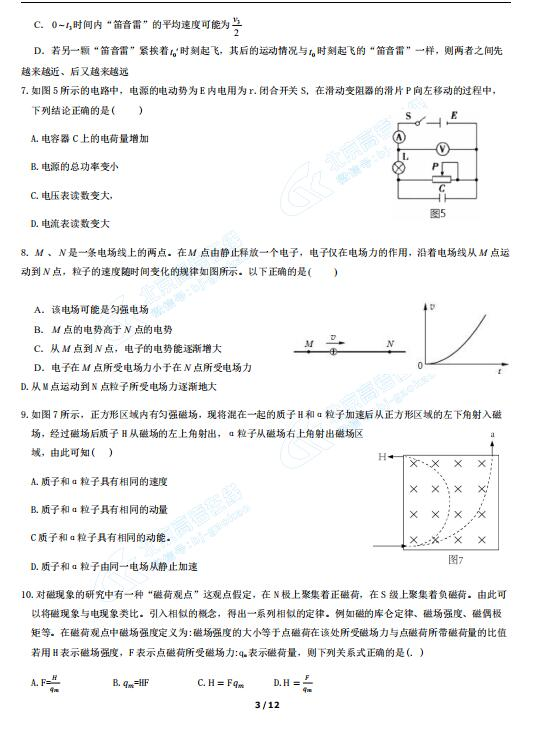 C. 0~t₃时间内“笛音雷”的平均速度可能为 v₃/2
D. 若另一颗“笛音雷”紧挨着 t₀' 时刻起飞，其后的运动情况与 t₀ 时刻起飞的“笛音雷”一样，则两者之间先
越来越近、后又越来越远
7. 如图5所示的电路中，电源的电动势为E内电用为r. 闭合开关S, 在滑动变阻器的滑片P向左移动的过程中，
下列结论正确的是( )
A. 电容器C上的电荷量增加
B. 电源的总功率变小
C. 电压表读数变大，
D. 电流表读数变大
S E
A
V
L
P
C
图5
8. M 、 N 是一条电场线上的两点。在 M 点由静止释放一个电子，电子仅在电场力的作用，沿着电场线从 M 点运
动到 N 点，粒子的速度随时间变化的规律如图所示。以下正确的是( )
A. 该电场可能是匀强电场
B. M 点的电势高于 N 点的电势
C. 从 M 点到 N 点，电子的电势能逐渐增大
D. 电子在 M 点所受电场力小于在 N 点所受电场力
D. 从M点运动到N点粒子所受电场力逐渐地大
M v N
v
0 t
9. 如图7所示，正方形区域内有匀强磁场，现将混在一起的质子H和α粒子加速后从正方形区域的左下角射入磁
场，经过磁场后质子H从磁场的左上角射出，α粒子从磁场右上角射出磁场区
域，由此可知( )
A. 质子和α粒子具有相同的速度
B. 质子和α粒子具有相同的动量
C 质子和α粒子具有相同的动能。
D. 质子和α粒子由同一电场从静止加速
H a
图7
10. 对磁现象的研究中有一种“磁荷观点”这观点假定，在N极上聚集着正磁荷，在S级上聚集着负磁荷。由此可
以将磁现象与电现象类比。引入相似的概念，得出一系列相似的定律。例如磁的库仑定律、磁场强度、磁偶极
矩等。在磁荷观点中磁场强度定义为:磁场强度的大小等于点磁荷在该处所受磁场力与点磁荷所带磁荷量的比值
若用H表示磁场强度，F表示点磁荷所受磁场力:qₘ表示磁荷量，则下列关系式正确的是(. )
A. F=H/qₘ B. qₘ=HF C. H = Fqₘ D. H = F/qₘ
3 / 12